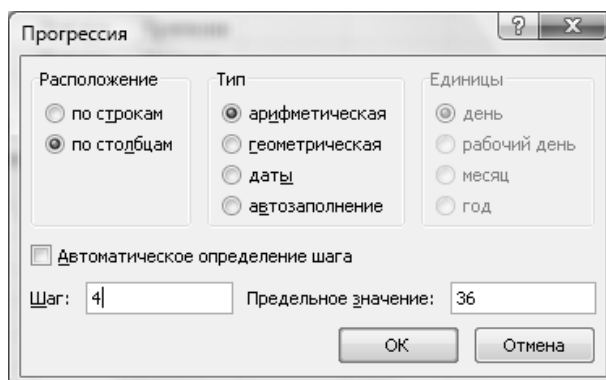 Прогрессия
Расположение
по строкам
по столбцам
Тип
арифметическая
геометрическая
даты
автозаполнение
Единицы
день
рабочий день
месяц
год
Автоматическое определение шага
Шаг: 4 Предельное значение: 36
ОК Отмена